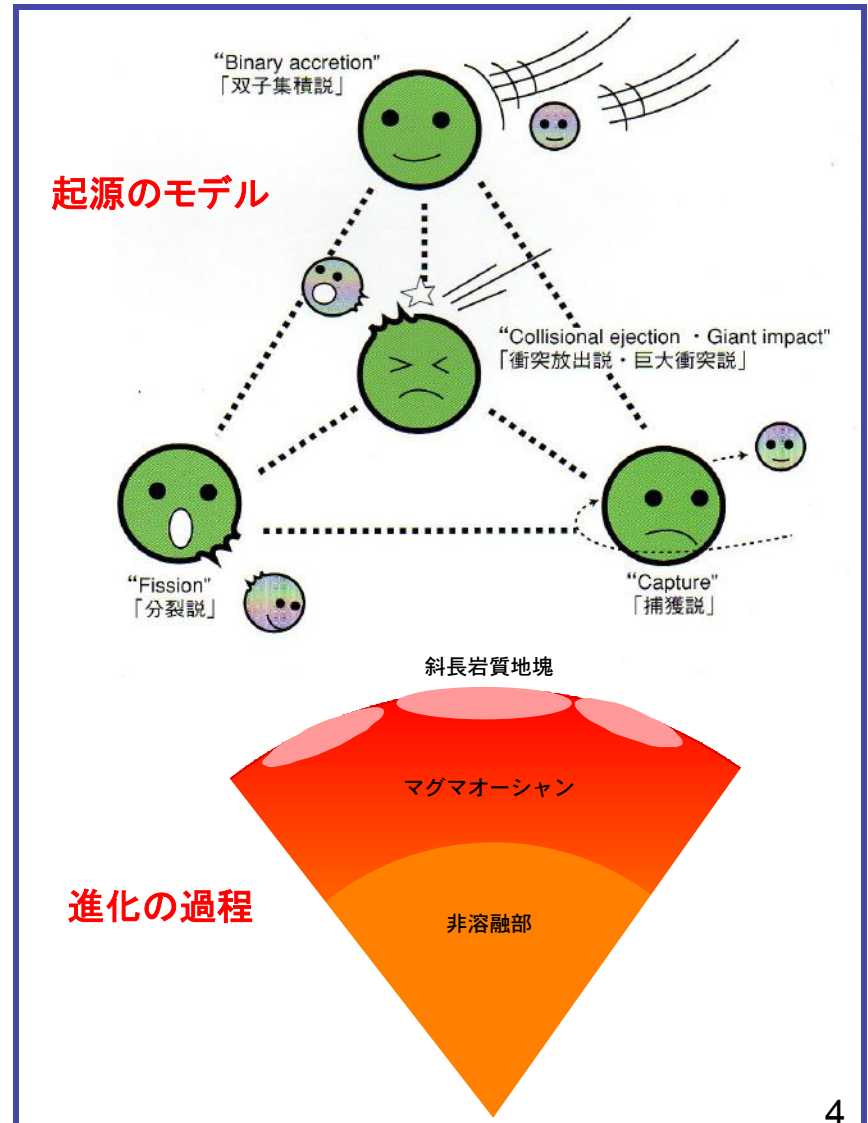 “Binary accretion"
「双子集積説」
起源のモデル
“Collisional ejection ・Giant impact"
「衝突放出説・巨大衝突説」
“Fission"
「分裂説」
“Capture"
「捕獲説」
斜長岩質地塊
マグマオーシャン
進化の過程
非溶融部
4